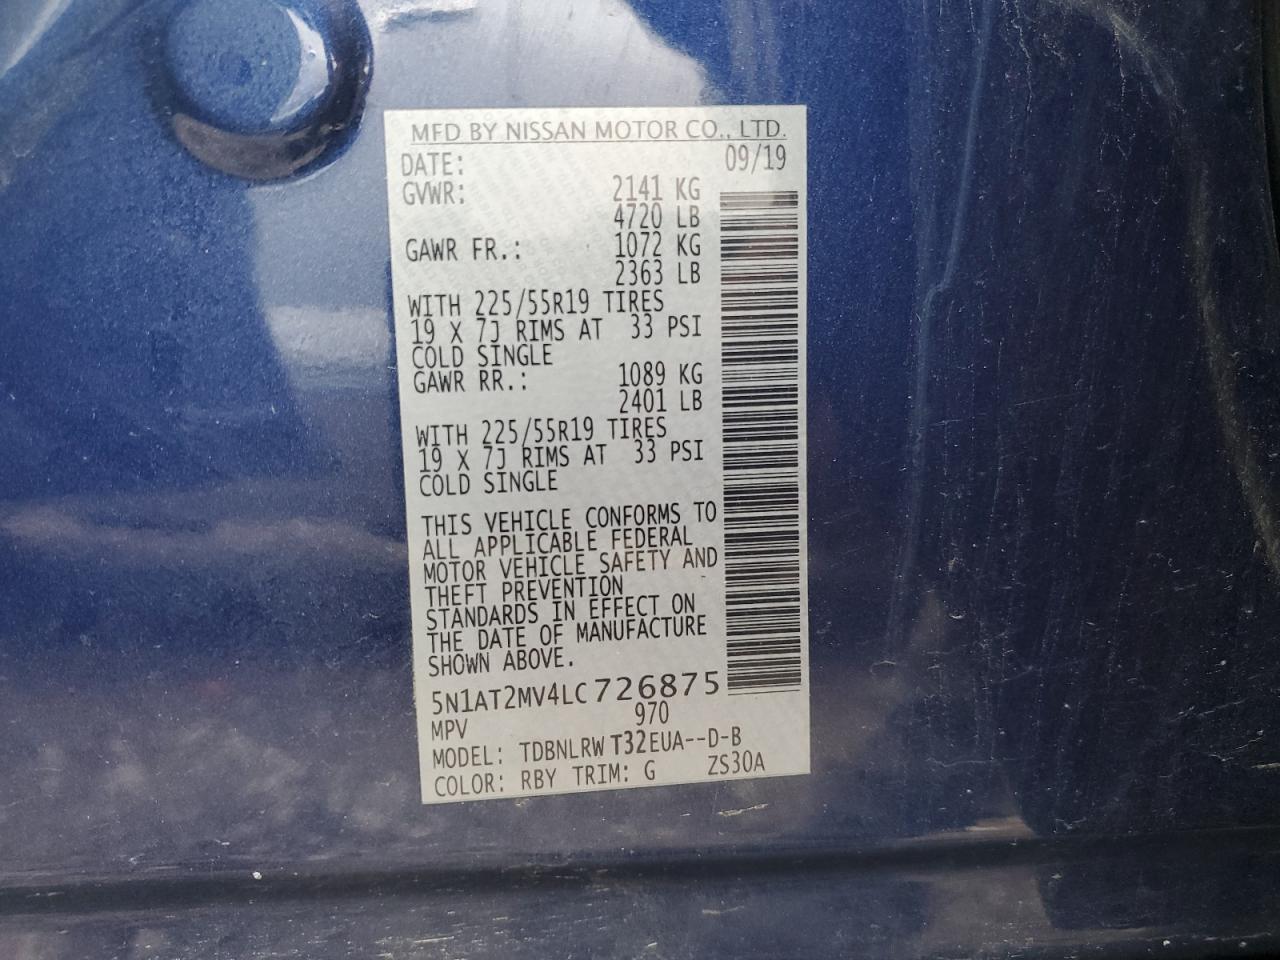 MFD BY NISSAN MOTOR CO., LTD.
DATE: 09/19
GVWR: 2141 KG
4720 LB
GAWR FR.: 1072 KG
2363 LB
WITH 225/55R19 TIRES
19 X 7J RIMS AT 33 PSI
COLD SINGLE
GAWR RR.: 1089 KG
2401 LB
WITH 225/55R19 TIRES
19 X 7J RIMS AT 33 PSI
COLD SINGLE
THIS VEHICLE CONFORMS TO
ALL APPLICABLE FEDERAL
MOTOR VEHICLE SAFETY AND
THEFT PREVENTION
STANDARDS IN EFFECT ON
THE DATE OF MANUFACTURE
SHOWN ABOVE.
5N1AT2MV4LC726875
MPV 970
MODEL: TDBNLRW T32EUA--D-B
COLOR: RBY TRIM: G ZS30A